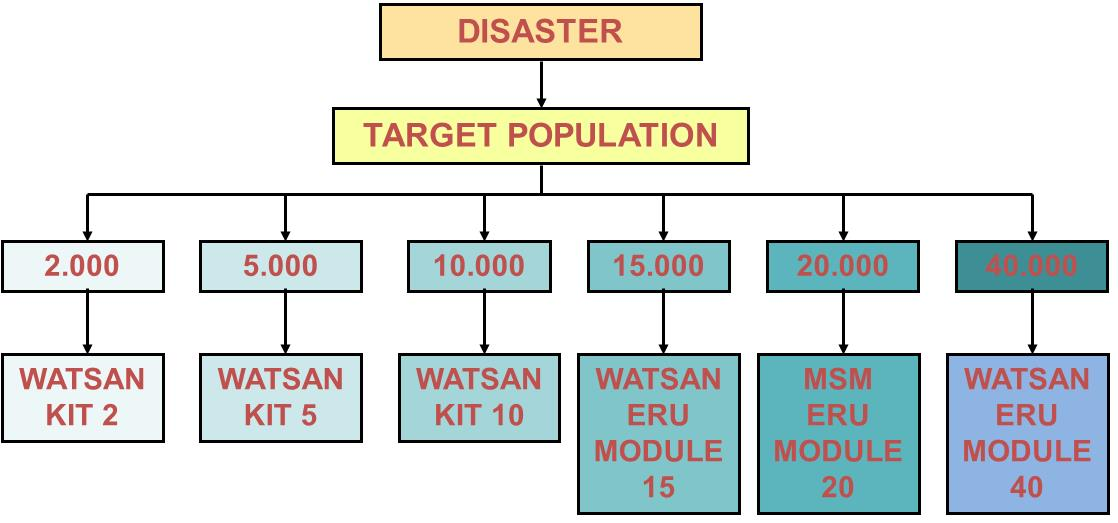 DISASTER
TARGET POPULATION
2.000
5.000
10.000
15.000
20.000
40.000
WATSAN
KIT 2
WATSAN
KIT 5
WATSAN
KIT 10
WATSAN
ERU
MODULE
15
MSM
ERU
MODULE
20
WATSAN
ERU
MODULE
40